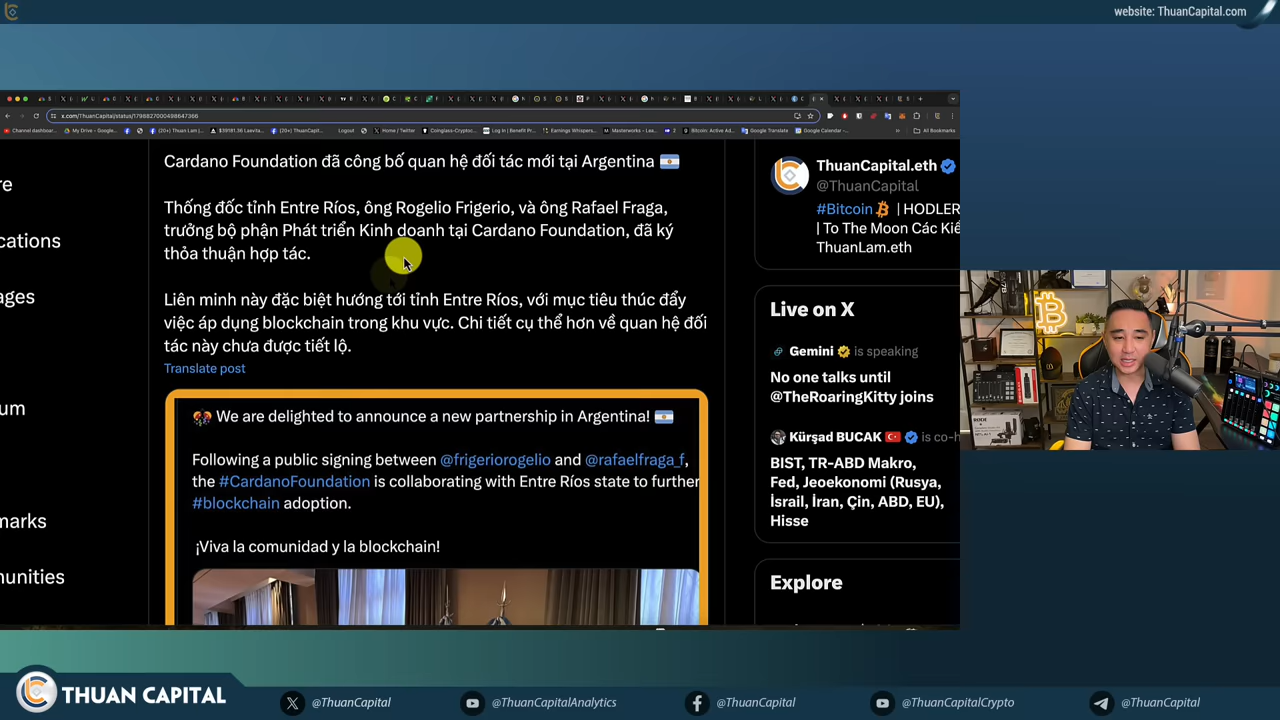 website: ThuanCapital.com
x.com/ThuanCapital/status/1798827000498647366
Cardano Foundation đã công bố quan hệ đối tác mới tại Argentina
Thống đốc tỉnh Entre Ríos, ông Rogelio Frigerio, và ông Rafael Fraga,
trưởng bộ phận Phát triển Kinh doanh tại Cardano Foundation, đã ký
thỏa thuận hợp tác.
Liên minh này đặc biệt hướng tới tỉnh Entre Ríos, với mục tiêu thúc đẩy
việc áp dụng blockchain trong khu vực. Chi tiết cụ thể hơn về quan hệ đối
tác này chưa được tiết lộ.
Translate post
We are delighted to announce a new partnership in Argentina!
Following a public signing between @frigeriorogelio and @rafaelfraga_f,
the #CardanoFoundation is collaborating with Entre Ríos state to further
#blockchain adoption.
¡Viva la comunidad y la blockchain!
re
cations
ages
um
marks
munities
ThuanCapital.eth
@ThuanCapital
#Bitcoin | HODLER
| To The Moon Các Kiể
ThuanLam.eth
Live on X
Gemini is speaking
No one talks until
@TheRoaringKitty joins
Kürşad BUCAK is co-h
BIST, TR-ABD Makro,
Fed, Jeoekonomi (Rusya,
İsrail, İran, Çin, ABD, EU),
Hisse
Explore
THUAN CAPITAL
@ThuanCapital
@ThuanCapitalAnalytics
@ThuanCapital
@ThuanCapitalCrypto
@ThuanCapital